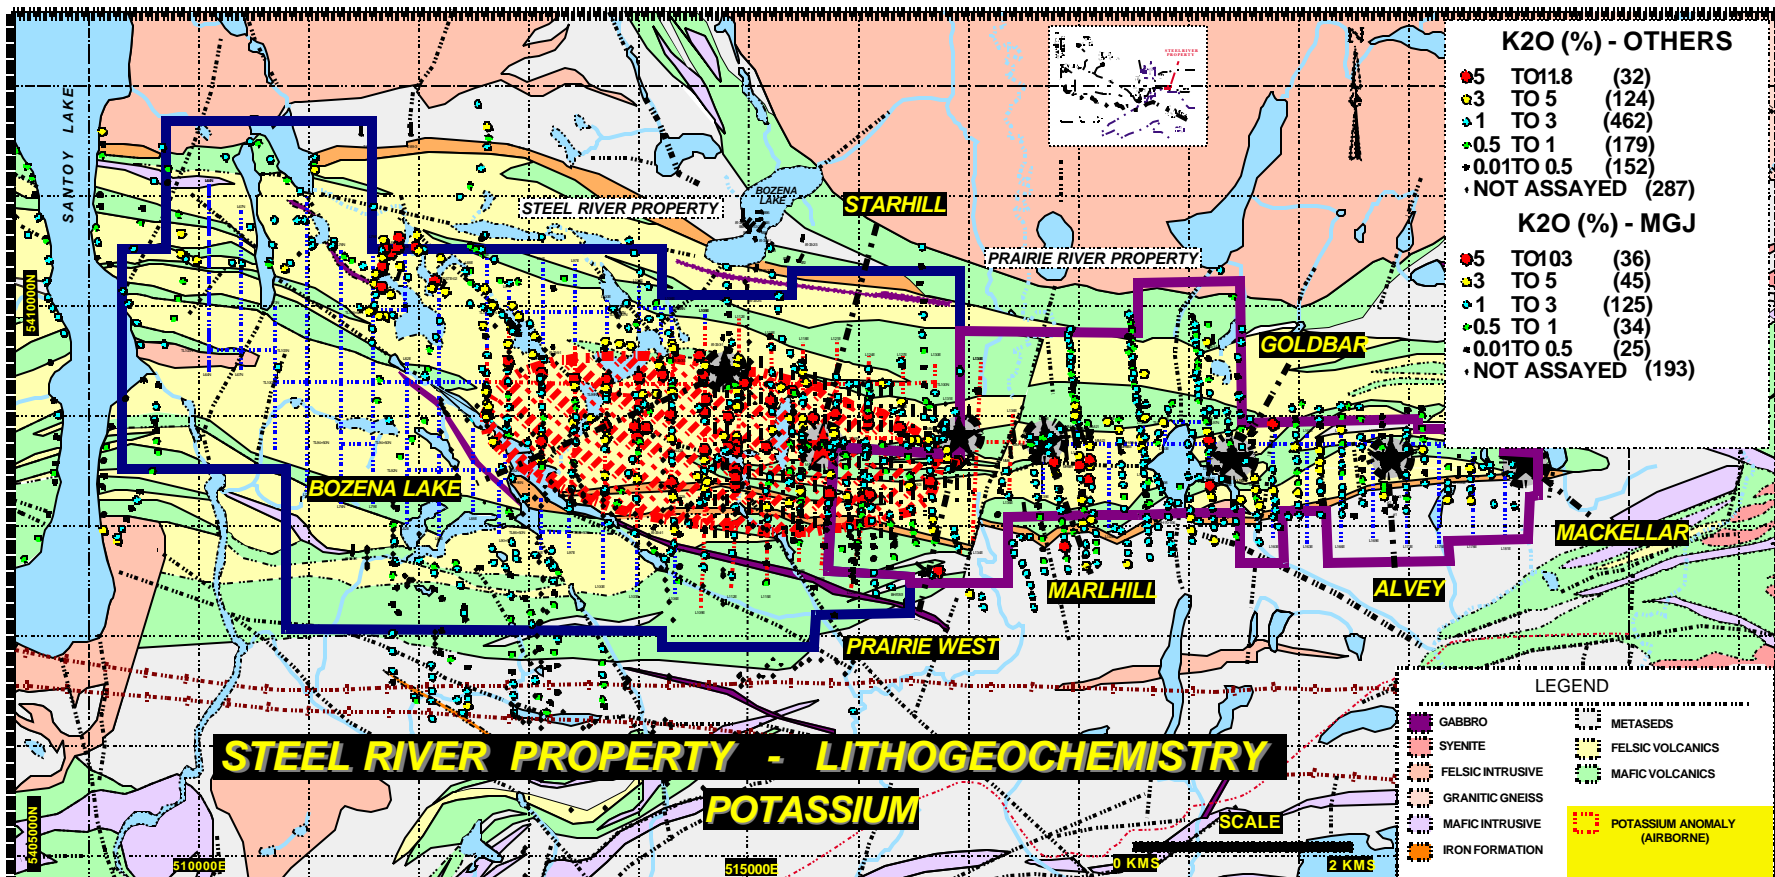 K2O (%) - OTHERS
5 TO11.8 (32)
3 TO 5 (124)
1 TO 3 (462)
0.5 TO 1 (179)
0.01TO 0.5 (152)
NOT ASSAYED (287)
K2O (%) - MGJ
5 TO103 (36)
3 TO 5 (45)
1 TO 3 (125)
0.5 TO 1 (34)
0.01TO 0.5 (25)
NOT ASSAYED (193)
STEEL RIVER
PROPERTY
SANTOY LAKE
BOZENA
LAKE
STEEL RIVER PROPERTY
STARHILL
PRAIRIE RIVER PROPERTY
5410000N
GOLDBAR
BOZENA LAKE
MACKELLAR
MARLHILL
ALVEY
PRAIRIE WEST
STEEL RIVER PROPERTY - LITHOGEOCHEMISTRY
POTASSIUM
5405000N
510000E
515000E
SCALE
0 KMS
2 KMS
LEGEND
GABBRO
SYENITE
FELSIC INTRUSIVE
GRANITIC GNEISS
MAFIC INTRUSIVE
IRON FORMATION
METASEDS
FELSIC VOLCANICS
MAFIC VOLCANICS
POTASSIUM ANOMALY
(AIRBORNE)